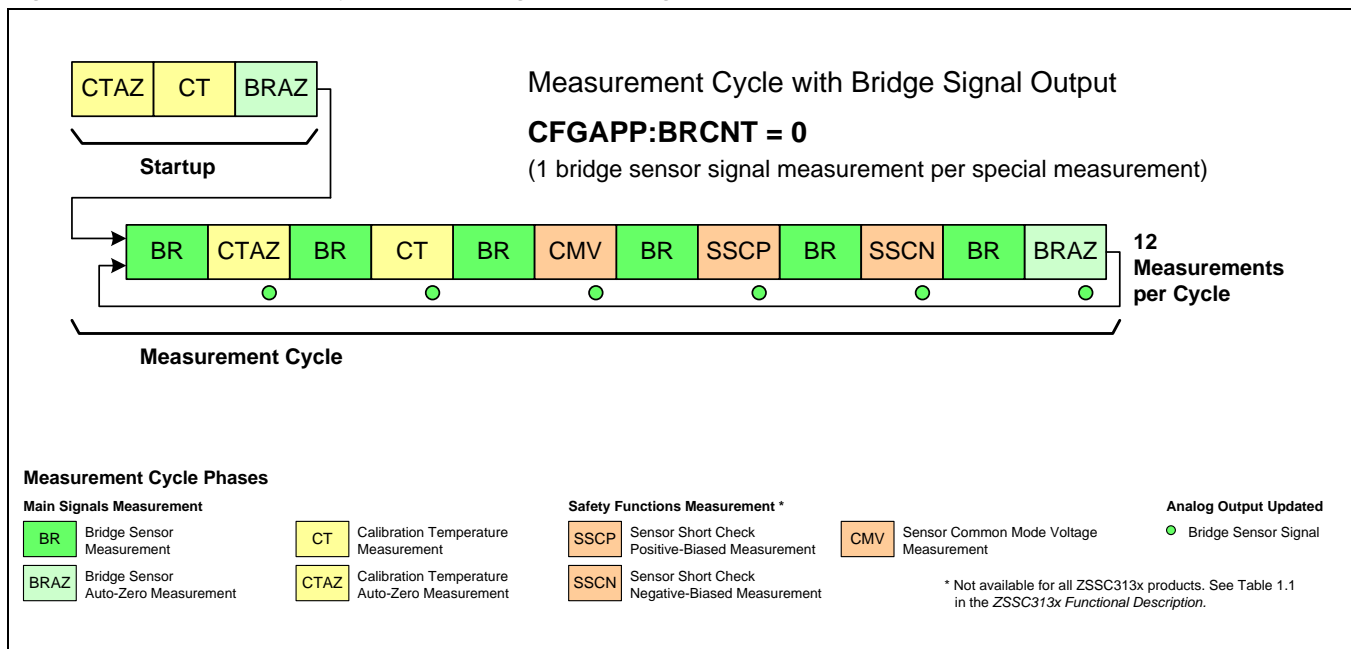 CTAZ CT BRAZ
Startup
Measurement Cycle with Bridge Signal Output
CFGAPP:BRCNT = 0
(1 bridge sensor signal measurement per special measurement)
BR CTAZ BR CT BR CMV BR SSCP BR SSCN BR BRAZ
12
Measurements
per Cycle
Measurement Cycle
Measurement Cycle Phases
Main Signals Measurement
BR
Bridge Sensor
Measurement
BRAZ
Bridge Sensor
Auto-Zero Measurement
CT
Calibration Temperature
Measurement
CTAZ
Calibration Temperature
Auto-Zero Measurement
Safety Functions Measurement *
SSCP
Sensor Short Check
Positive-Biased Measurement
SSCN
Sensor Short Check
Negative-Biased Measurement
CMV
Sensor Common Mode Voltage
Measurement
Analog Output Updated
Bridge Sensor Signal
* Not available for all ZSSC313x products. See Table 1.1
in the ZSSC313x Functional Description.